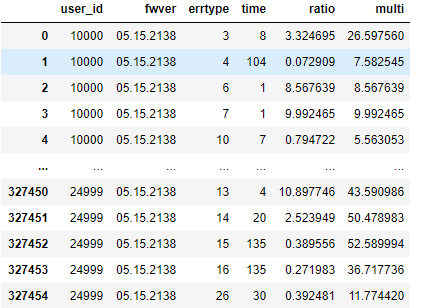 user_id fwver errtype time ratio multi
0 10000 05.15.2138 3 8 3.324695 26.597560
1 10000 05.15.2138 4 104 0.072909 7.582545
2 10000 05.15.2138 6 1 8.567639 8.567639
3 10000 05.15.2138 7 1 9.992465 9.992465
4 10000 05.15.2138 10 7 0.794722 5.563053
... ... ... ... ... ... ...
327450 24999 05.15.2138 13 4 10.897746 43.590986
327451 24999 05.15.2138 14 20 2.523949 50.478983
327452 24999 05.15.2138 15 135 0.389556 52.589994
327453 24999 05.15.2138 16 135 0.271983 36.717736
327454 24999 05.15.2138 26 30 0.392481 11.774420